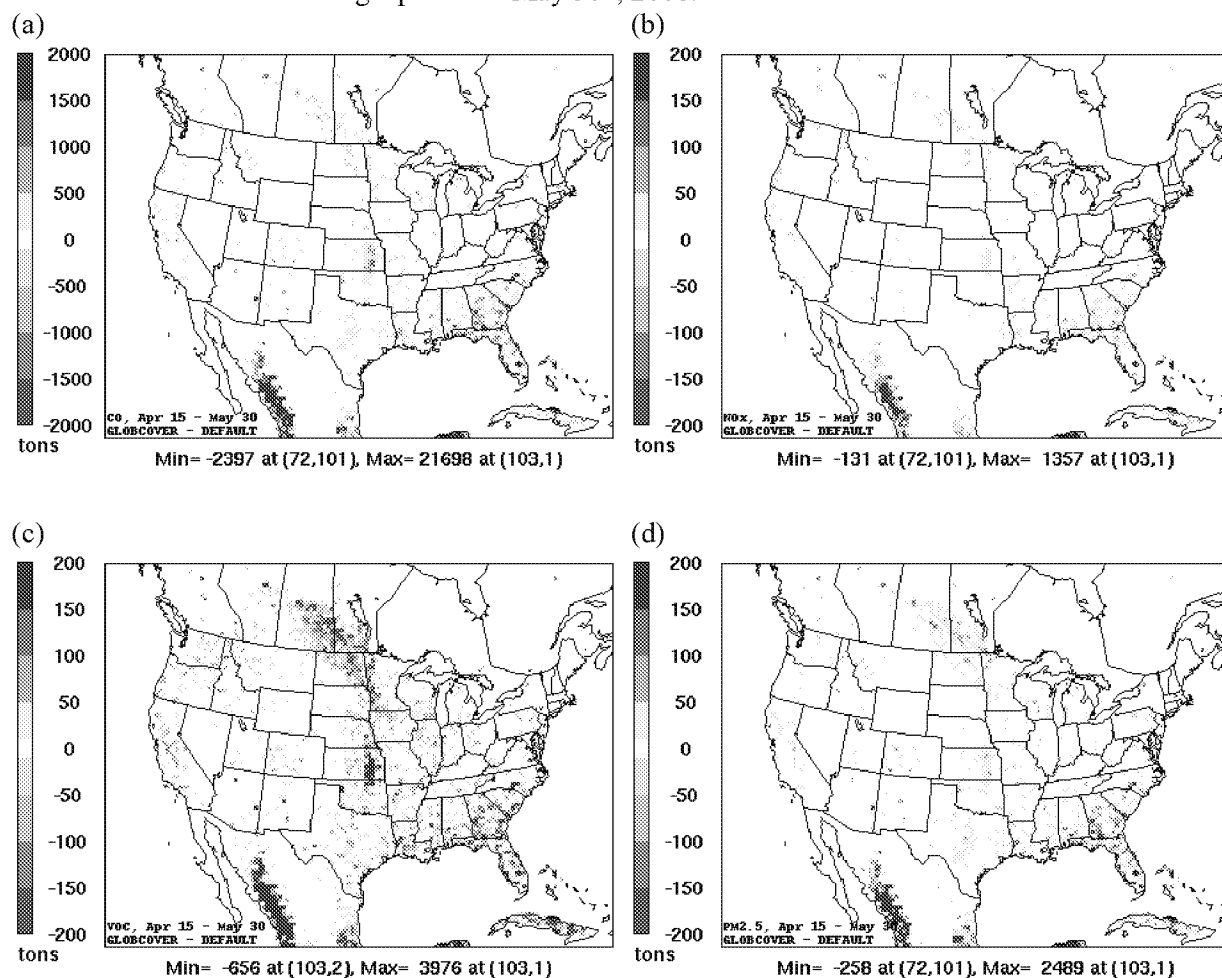 (a)
2000
1500
1000
500
0
-500
-1000
-1500
-2000
tons
CO, Apr 15 - May 30
GLOBCOVER - DEFAULT
Min= -2397 at (72,101), Max= 21698 at (103,1)
(b)
200
150
100
50
0
-50
-100
-150
-200
tons
NOx, Apr 15 - May 30
GLOBCOVER - DEFAULT
Min= -131 at (72,101), Max= 1357 at (103,1)
(c)
200
150
100
50
0
-50
-100
-150
-200
tons
VOC, Apr 15 - May 30
GLOBCOVER - DEFAULT
Min= -656 at (103,2), Max= 3976 at (103,1)
(d)
200
150
100
50
0
-50
-100
-150
-200
tons
PM2.5, Apr 15 - May 30
GLOBCOVER - DEFAULT
Min= -258 at (72,101), Max= 2489 at (103,1)